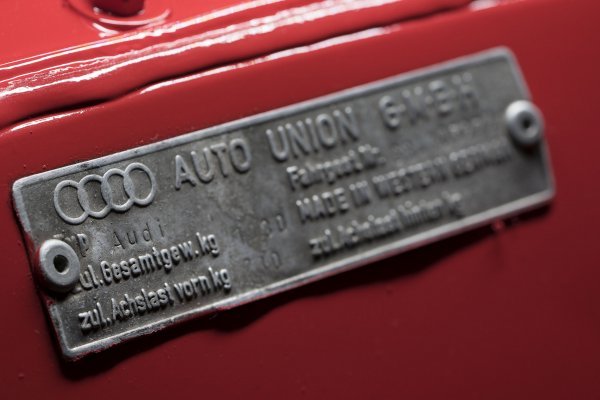 AUTO UNION G·M·B·H
Audi
Fahrgest Nr.
MADE IN WESTERN GERMANY
zul. Gesamtgew. kg
zul. Achslast vorn kg
zul. Achslast hinten kg